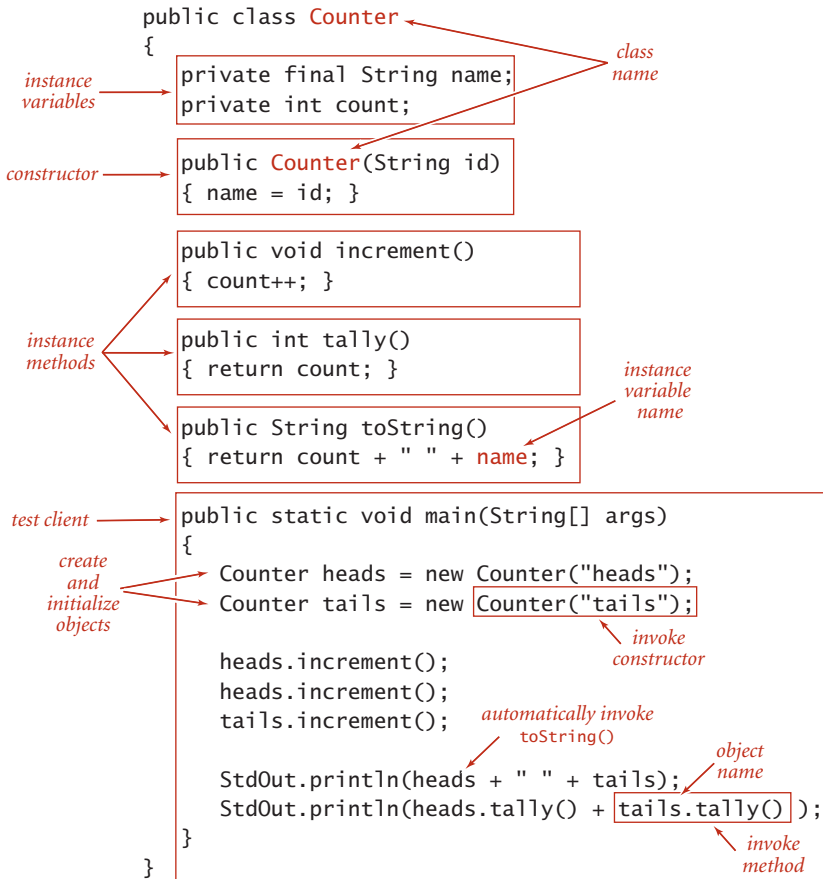 public class Counter
{
class
name
instance
variables
private final String name;
private int count;
constructor
public Counter(String id)
{ name = id; }
public void increment()
{ count++; }
instance
methods
public int tally()
{ return count; }
instance
variable
name
public String toString()
{ return count + " " + name; }
test client
public static void main(String[] args)
{
create
and
initialize
objects
Counter heads = new Counter("heads");
Counter tails = new Counter("tails");
invoke
constructor
heads.increment();
heads.increment();
tails.increment();
automatically invoke
toString()
object
name
StdOut.println(heads + " " + tails);
StdOut.println(heads.tally() + tails.tally() );
}
invoke
method
}